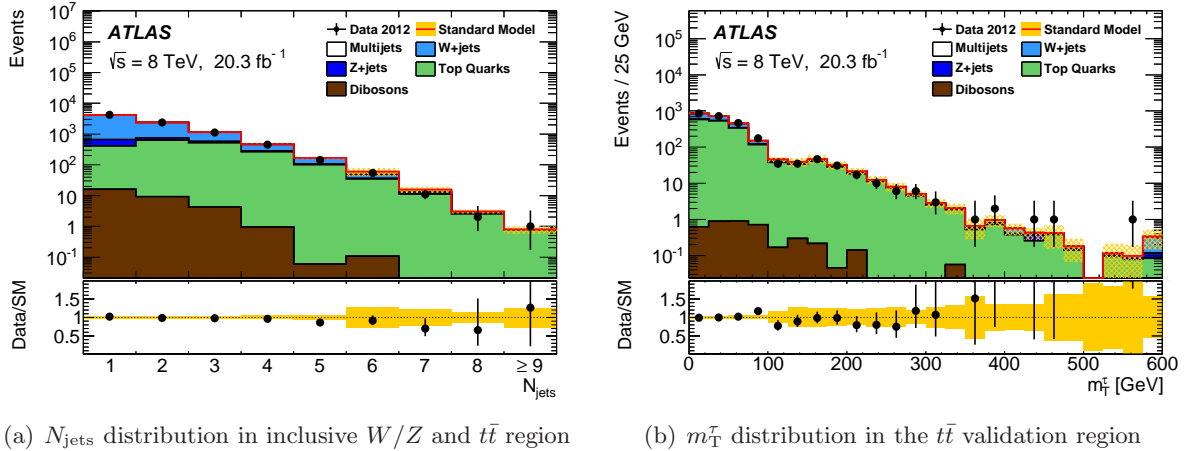 Events
10⁷
10⁶
10⁵
10⁴
10³
10²
10
1
10⁻¹
ATLAS
√s = 8 TeV, 20.3 fb⁻¹
Data 2012
Standard Model
Multijets
W+jets
Z+jets
Top Quarks
Dibosons
Data/SM
1.5
1
0.5
1 2 3 4 5 6 7 8 ≥ 9
N_jets
(a) N_jets distribution in inclusive W/Z and tt̄ region
Events / 25 GeV
10⁵
10⁴
10³
10²
10
1
10⁻¹
ATLAS
√s = 8 TeV, 20.3 fb⁻¹
Data 2012
Standard Model
Multijets
W+jets
Z+jets
Top Quarks
Dibosons
Data/SM
1.5
1
0.5
0 100 200 300 400 500 600
m_T^τ [GeV]
(b) m_T^τ distribution in the tt̄ validation region